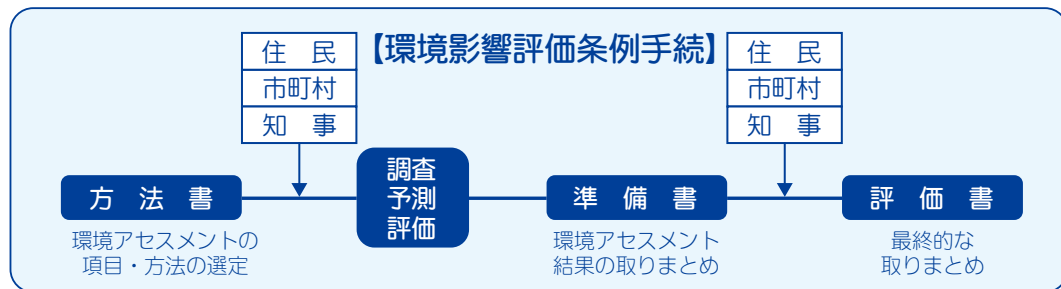 【環境影響評価条例手続】
住　民
市町村
知　事
住　民
市町村
知　事
方　法　書
環境アセスメントの
項目・方法の選定
調査
予測
評価
準　備　書
環境アセスメント
結果の取りまとめ
評　価　書
最終的な
取りまとめ